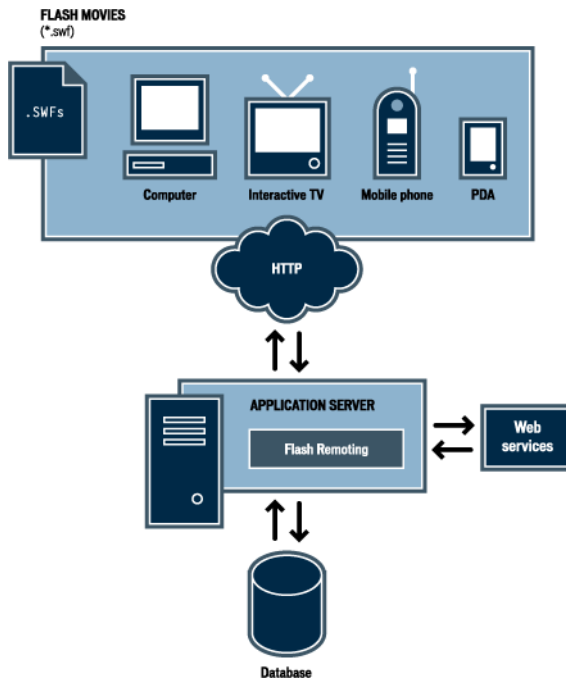 FLASH MOVIES
(*.swf)
.SWFs
Computer
Interactive TV
Mobile phone
PDA
HTTP
APPLICATION SERVER
Flash Remoting
Web
services
Database